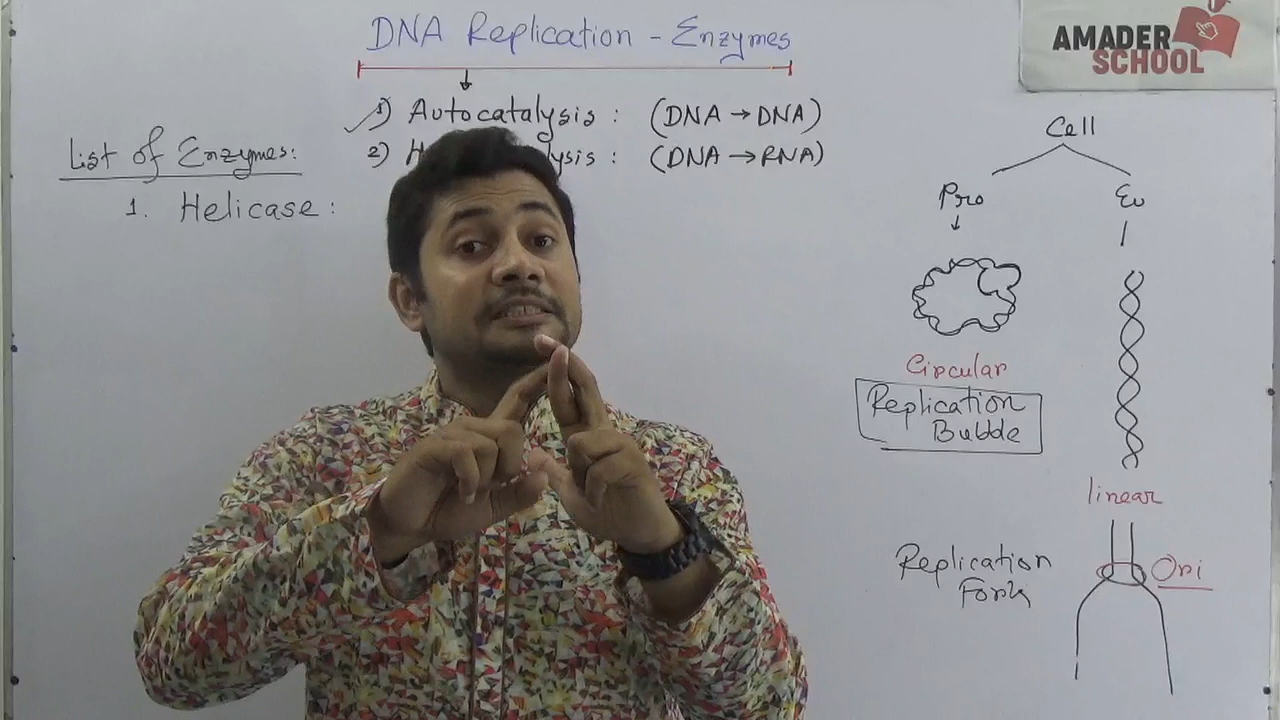 DNA Replication - Enzymes
AMADER
SCHOOL
1) Autocatalysis : (DNA → DNA)
2) H ysis : (DNA → RNA)
List of Enzymes:
1. Helicase :
Cell
Pro
Eu
Circular
Replication
Bubble
linear
Replication
Fork
Ori